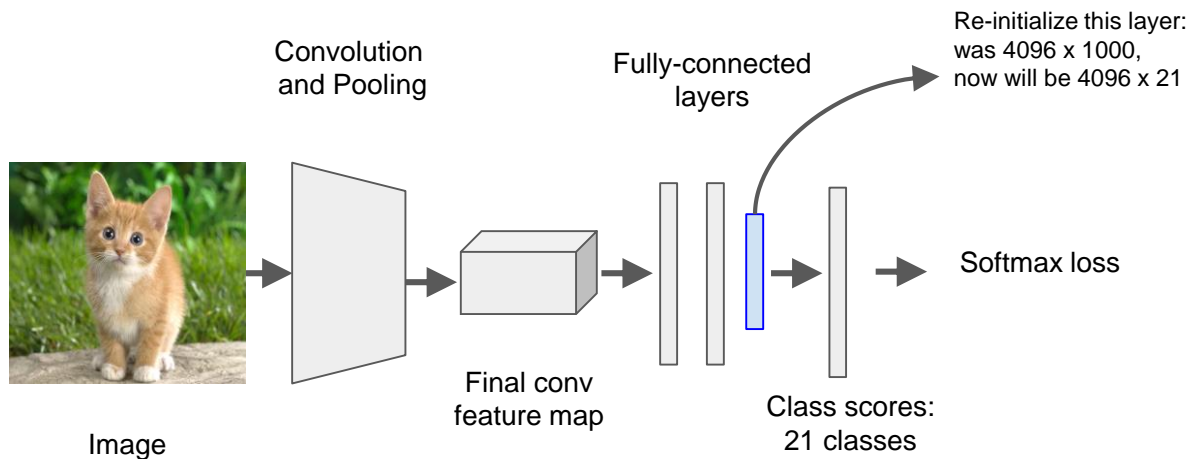 Convolution
and Pooling
Fully-connected
layers
Re-initialize this layer:
was 4096 x 1000,
now will be 4096 x 21
Softmax loss
Final conv
feature map
Class scores:
21 classes
Image